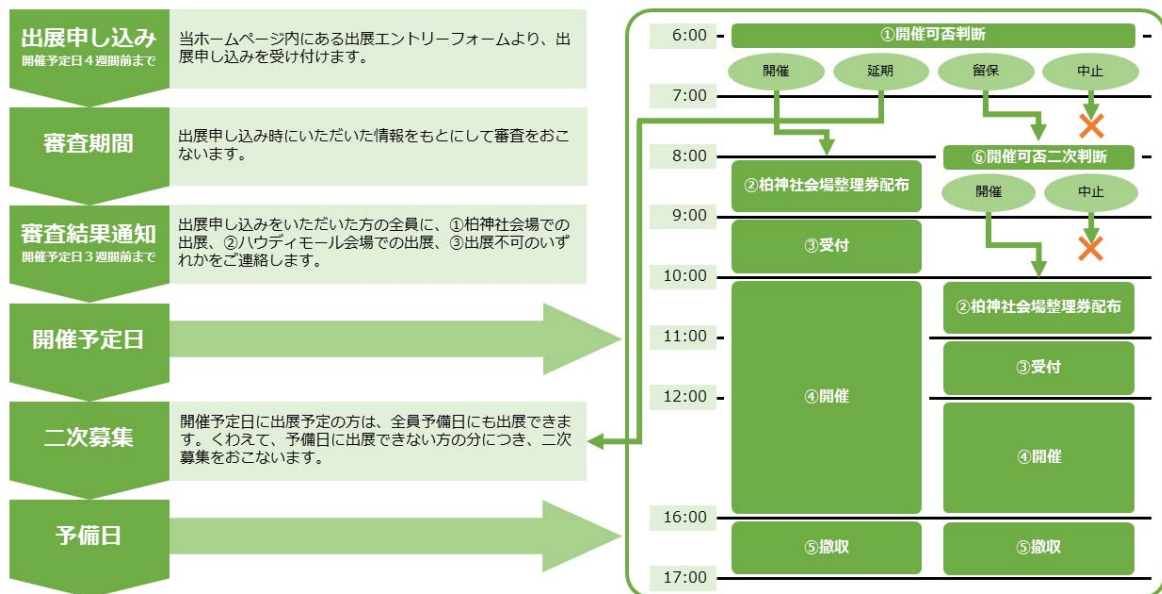 出展申し込み
開催予定日４週間前まで
当ホームページ内にある出展エントリーフォームより、出
展申し込みを受け付けます。
審査期間
出展申し込み時にいただいた情報をもとにして審査をおこ
ないます。
審査結果通知
開催予定日３週間前まで
出展申し込みをいただいた方の全員に、①柏神社会場での
出展、②ハウディモール会場での出展、③出展不可のいず
れかをご連絡します。
開催予定日
二次募集
開催予定日に出展予定の方は、全員予備日にも出展できま
す。くわえて、予備日に出展できない方の分につき、二次
募集をおこないます。
予備日
6:00
①開催可否判断
開催
延期
留保
中止
7:00
8:00
⑥開催可否二次判断
②柏神社会場整理券配布
開催
中止
9:00
③受付
10:00
②柏神社会場整理券配布
11:00
③受付
12:00
④開催
④開催
16:00
⑤撤収
⑤撤収
17:00